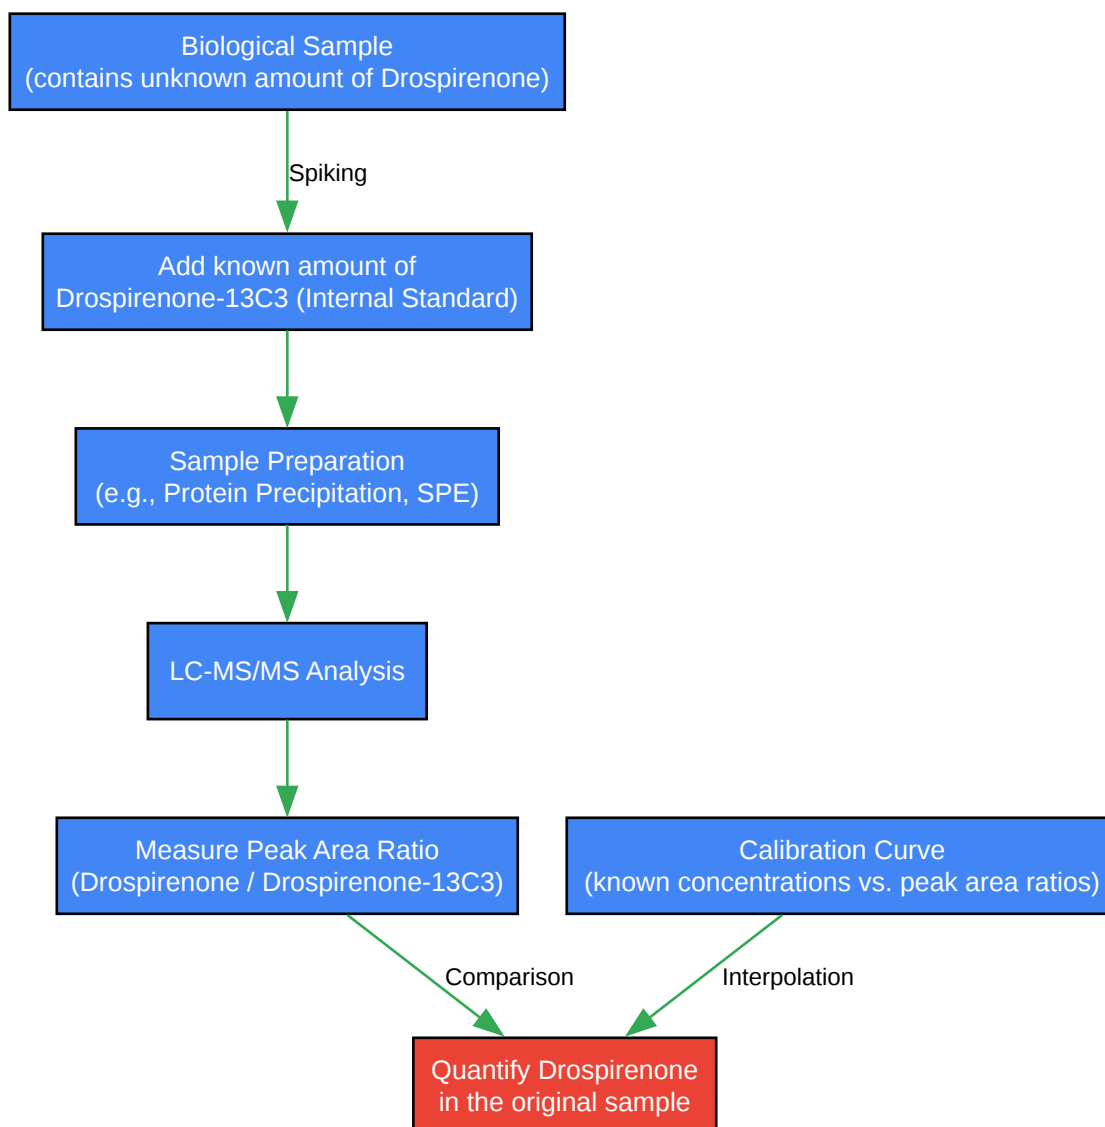 Biological Sample
(contains unknown amount of Drospirenone)
Spiking
Add known amount of
Drospirenone-13C3 (Internal Standard)
Sample Preparation
(e.g., Protein Precipitation, SPE)
LC-MS/MS Analysis
Measure Peak Area Ratio
(Drospirenone / Drospirenone-13C3)
Calibration Curve
(known concentrations vs. peak area ratios)
Comparison
Interpolation
Quantify Drospirenone
in the original sample